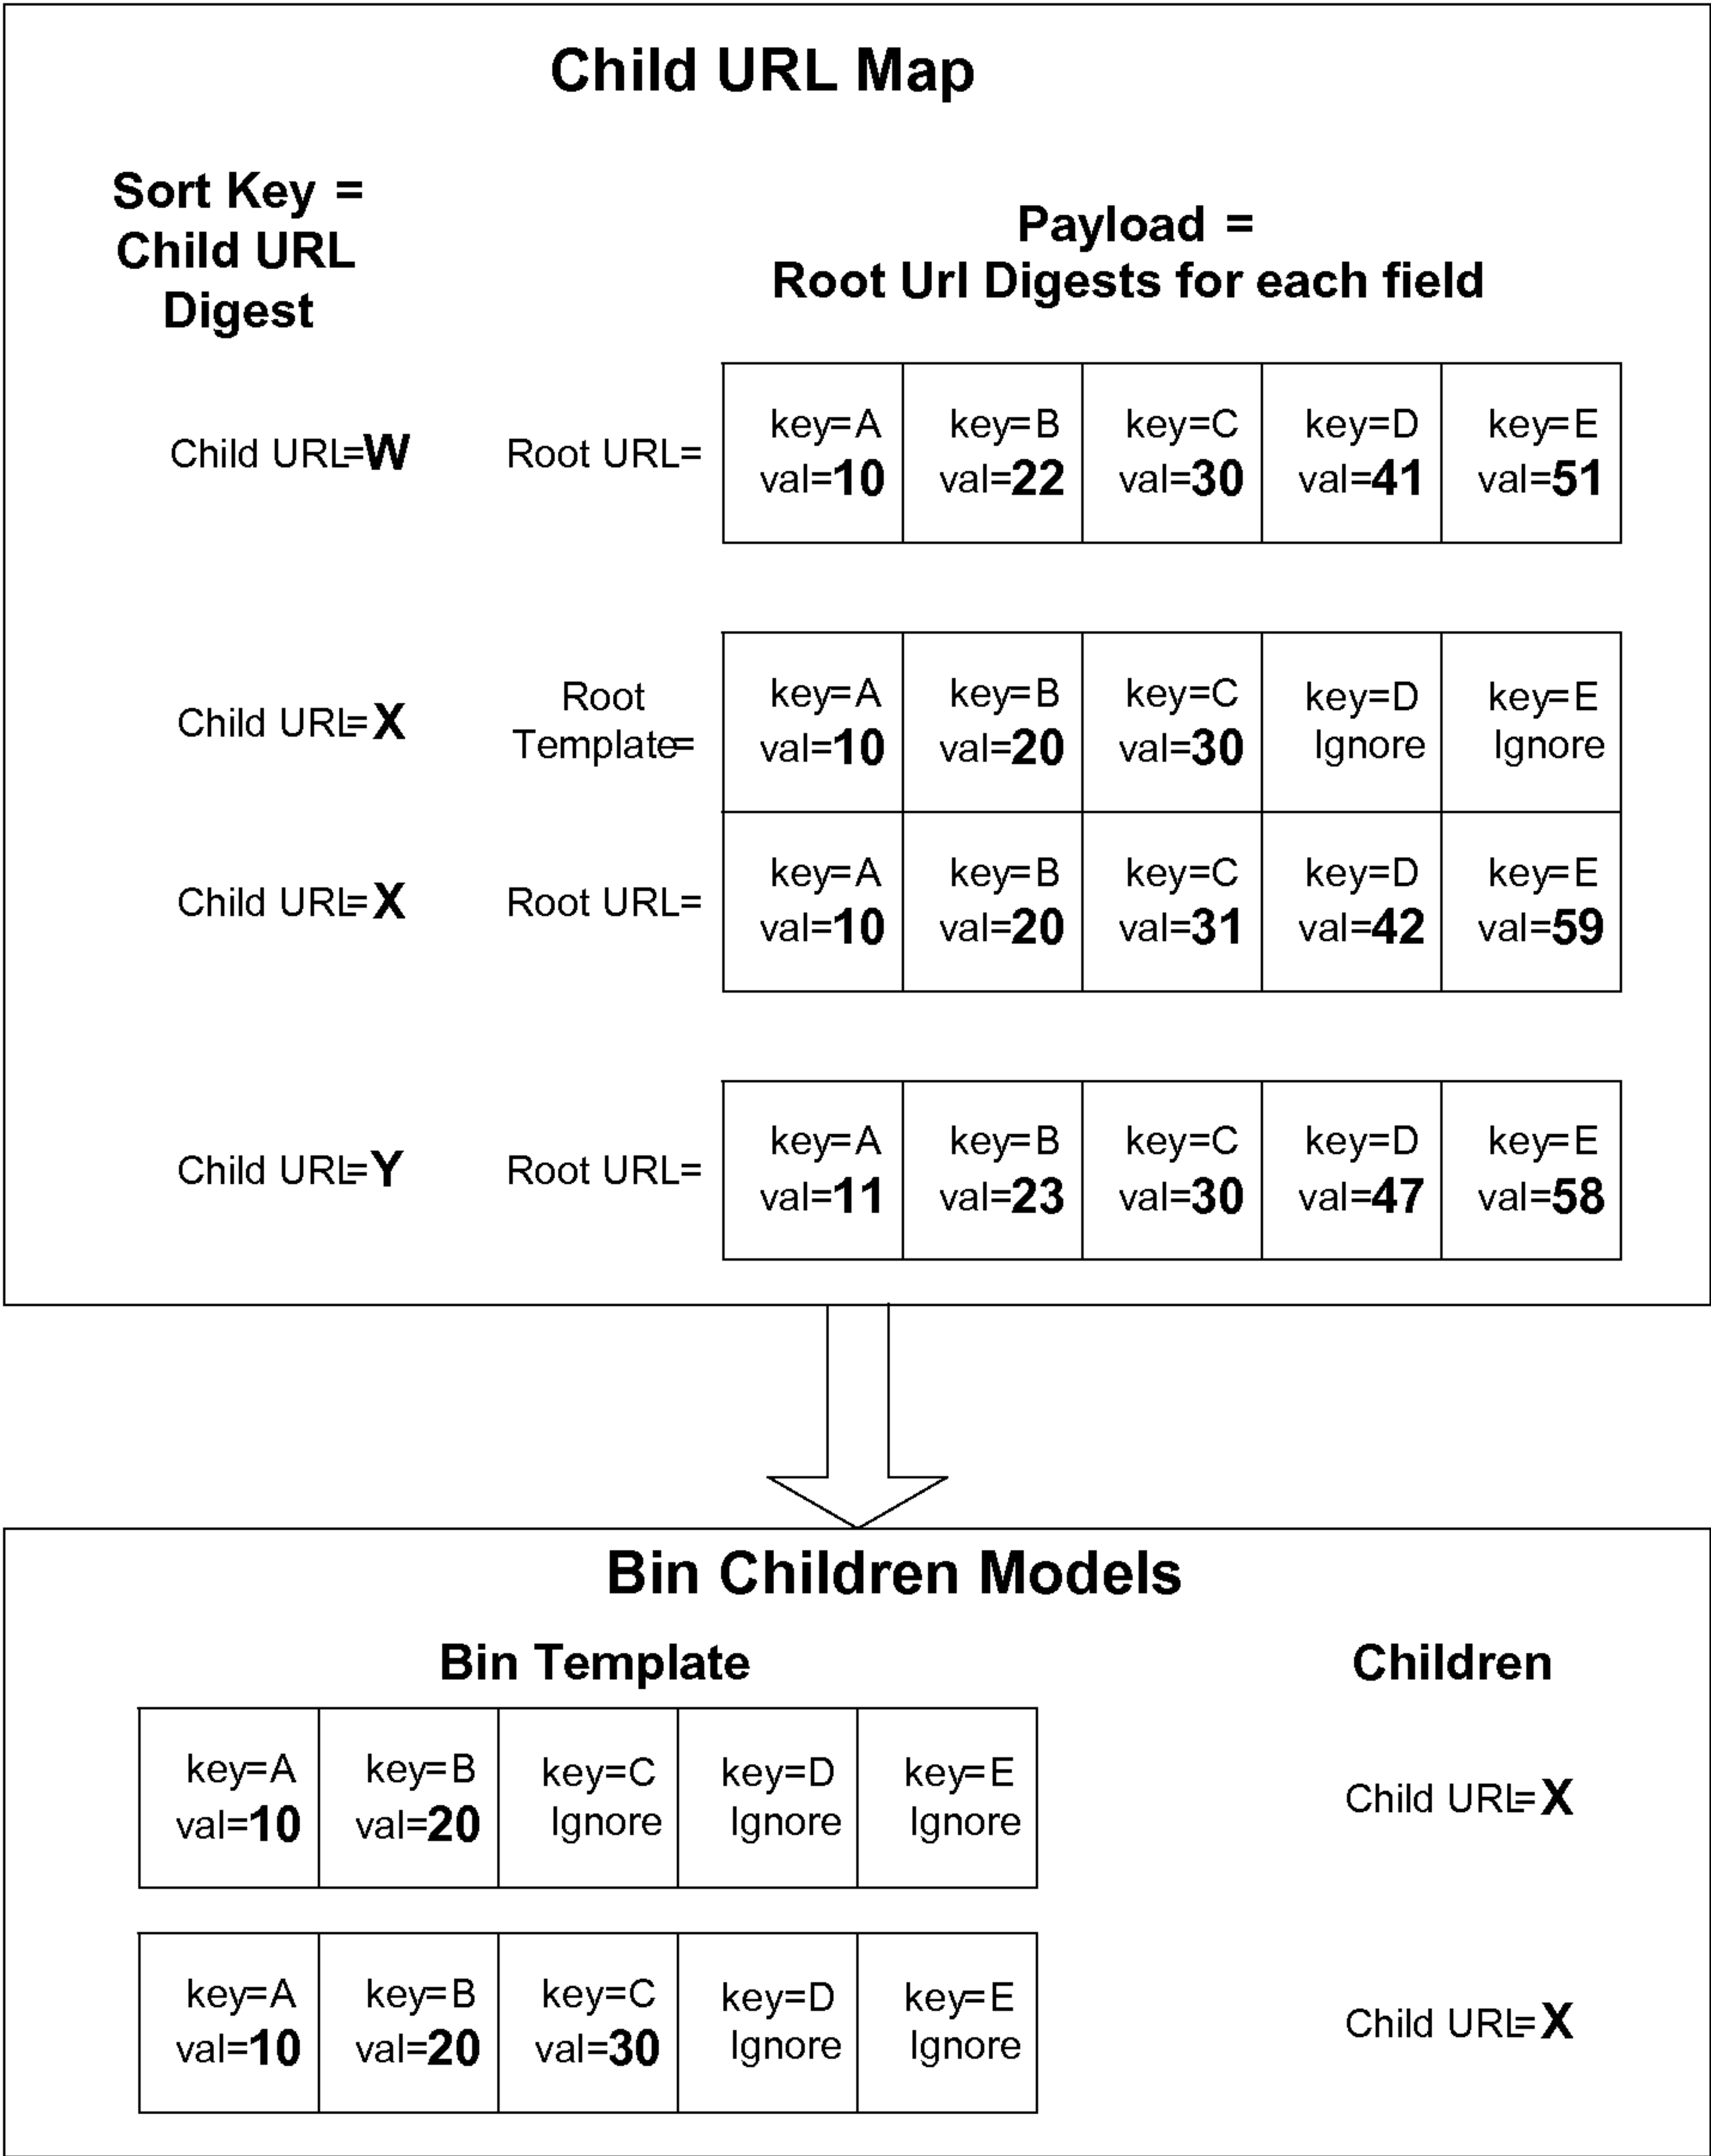 Child URL Map
Sort Key =
Child URL
Digest
Payload =
Root Url Digests for each field
Child URL=W
Root URL=
key=A
val=10
key=B
val=22
key=C
val=30
key=D
val=41
key=E
val=51
Child URL=X
Root
Template=
key=A
val=10
key=B
val=20
key=C
val=30
key=D
Ignore
key=E
Ignore
Child URL=X
Root URL=
key=A
val=10
key=B
val=20
key=C
val=31
key=D
val=42
key=E
val=59
Child URL=Y
Root URL=
key=A
val=11
key=B
val=23
key=C
val=30
key=D
val=47
key=E
val=58
Bin Children Models
Bin Template
Children
key=A
val=10
key=B
val=20
key=C
Ignore
key=D
Ignore
key=E
Ignore
Child URL=X
key=A
val=10
key=B
val=20
key=C
val=30
key=D
Ignore
key=E
Ignore
Child URL=X